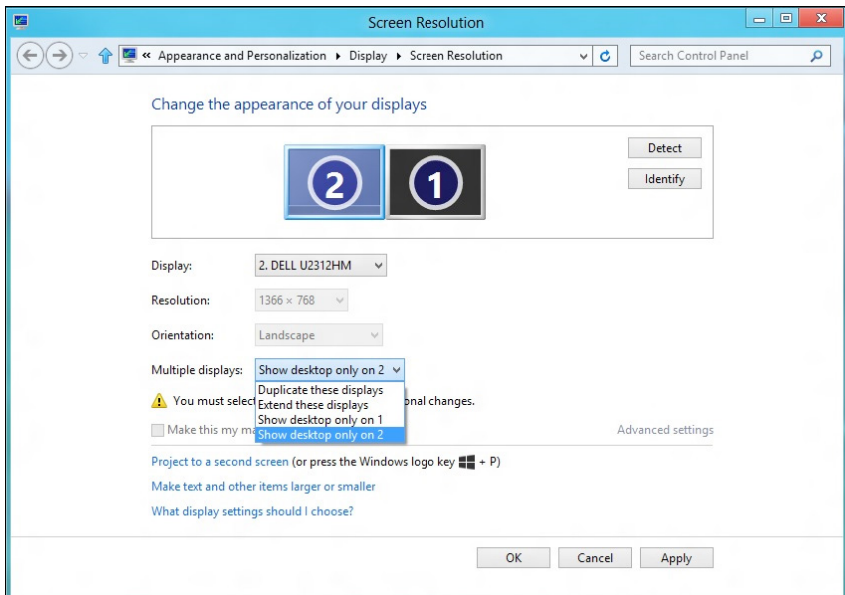 Screen Resolution
« Appearance and Personalization ▸ Display ▸ Screen Resolution
Search Control Panel
Change the appearance of your displays
2
1
Detect
Identify
Display: 2. DELL U2312HM
Resolution: 1366 × 768
Orientation: Landscape
Multiple displays: Show desktop only on 2
Duplicate these displays
Extend these displays
Show desktop only on 1
Show desktop only on 2
You must select onal changes.
Make this my ma
Advanced settings
Project to a second screen (or press the Windows logo key + P)
Make text and other items larger or smaller
What display settings should I choose?
OK Cancel Apply